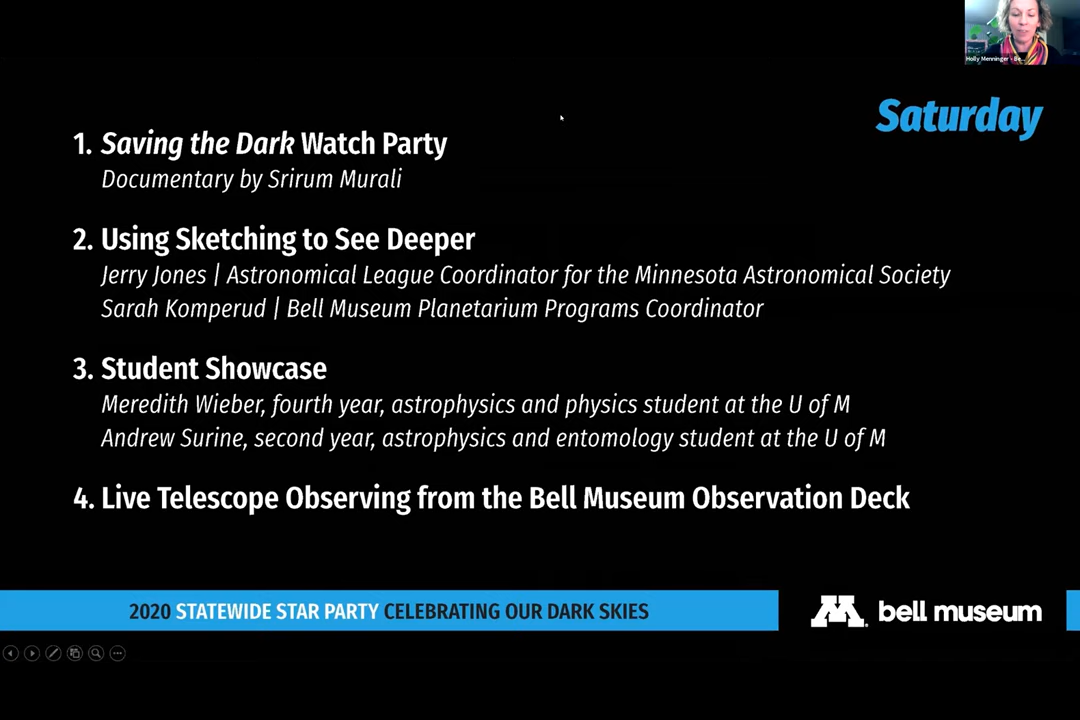 Holly Menninger - Be...
Saturday
1. Saving the Dark Watch Party
Documentary by Srirum Murali
2. Using Sketching to See Deeper
Jerry Jones | Astronomical League Coordinator for the Minnesota Astronomical Society
Sarah Komperud | Bell Museum Planetarium Programs Coordinator
3. Student Showcase
Meredith Wieber, fourth year, astrophysics and physics student at the U of M
Andrew Surine, second year, astrophysics and entomology student at the U of M
4. Live Telescope Observing from the Bell Museum Observation Deck
2020 STATEWIDE STAR PARTY CELEBRATING OUR DARK SKIES
M® bell museum